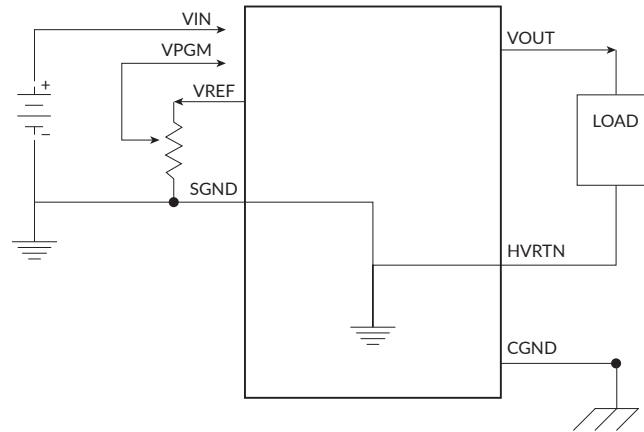 VIN
VPGM
VREF
SGND
VOUT
LOAD
HVRTN
CGND
+
–